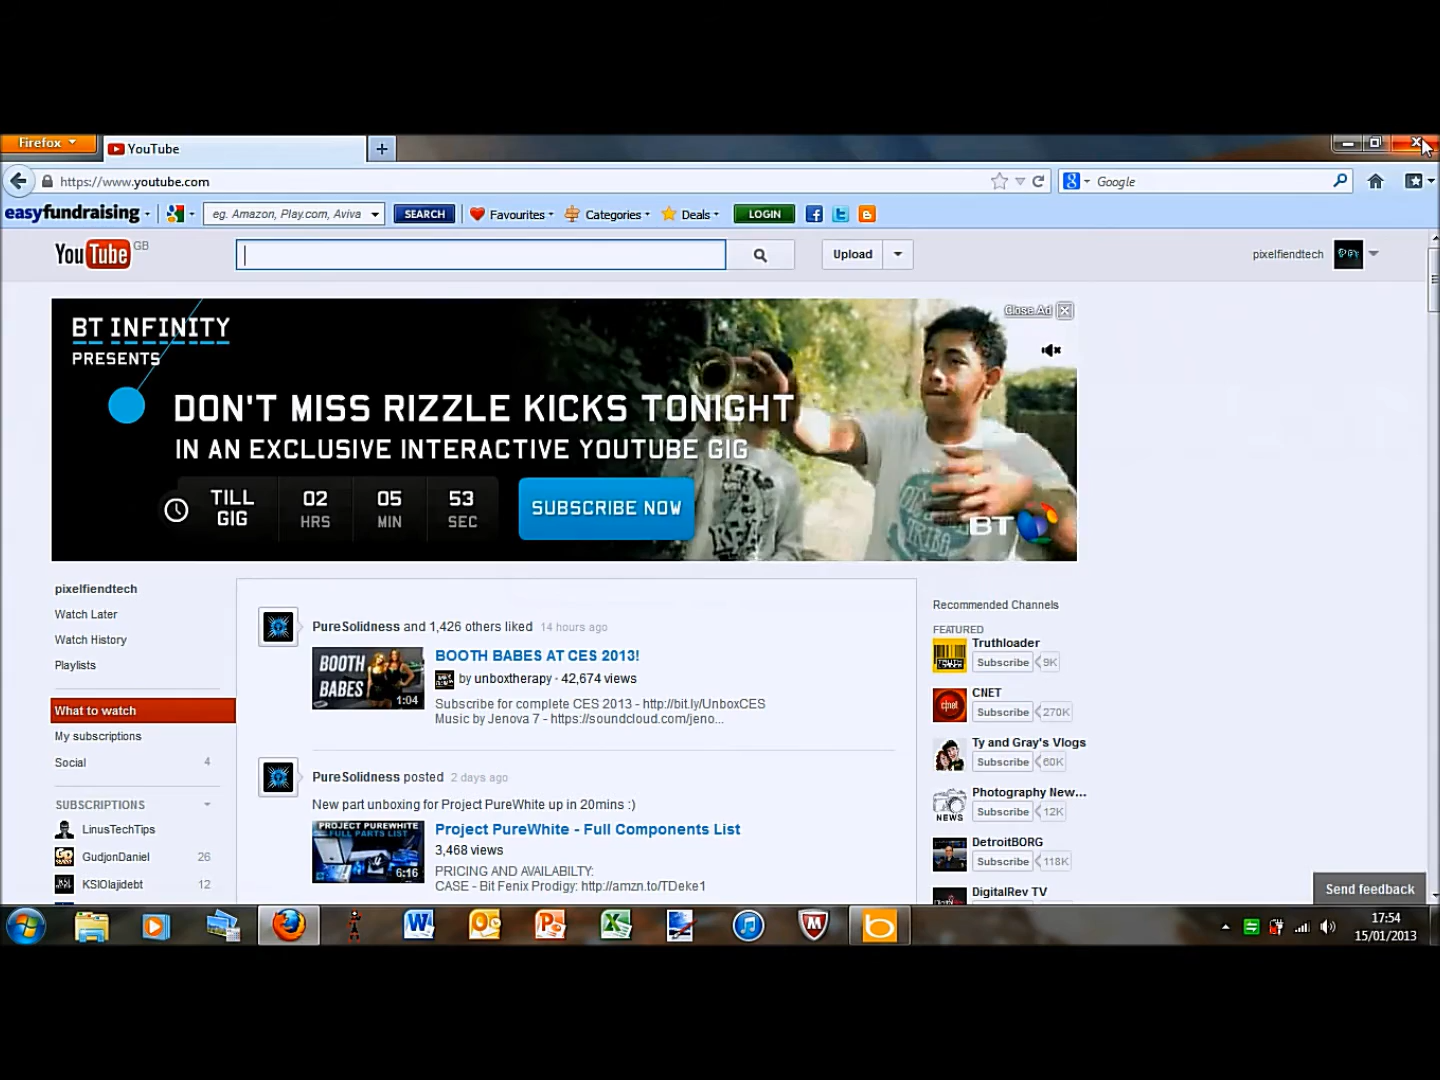 Firefox
YouTube
https://www.youtube.com
Google
easyfundraising
eg. Amazon, Play.com, Aviva
SEARCH
Favourites
Categories
Deals
LOGIN
YouTube GB
Upload
pixelfiendtech
BT INFINITY
PRESENTS
Close Ad
DON'T MISS RIZZLE KICKS TONIGHT
IN AN EXCLUSIVE INTERACTIVE YOUTUBE GIG
TILL GIG
02 HRS
05 MIN
53 SEC
SUBSCRIBE NOW
BT
pixelfiendtech
Watch Later
Watch History
Playlists
What to watch
My subscriptions
Social 4
SUBSCRIPTIONS
LinusTechTips
GudjonDaniel 26
KSIOlajidebt 12
PureSolidness and 1,426 others liked 14 hours ago
BOOTH BABES
1:04
BOOTH BABES AT CES 2013!
by unboxtherapy · 42,674 views
Subscribe for complete CES 2013 - http://bit.ly/UnboxCES
Music by Jenova 7 - https://soundcloud.com/jeno...
PureSolidness posted 2 days ago
New part unboxing for Project PureWhite up in 20mins :)
PROJECT PUREWHITE
FULL PARTS LIST
6:16
Project PureWhite - Full Components List
3,468 views
PRICING AND AVAILABILTY:
CASE - Bit Fenix Prodigy: http://amzn.to/TDeke1
Recommended Channels
FEATURED
Truthloader
Subscribe 9K
CNET
Subscribe 270K
Ty and Gray's Vlogs
Subscribe 60K
Photography New...
Subscribe 12K
NEWS
DetroitBORG
Subscribe 118K
DigitalRev TV
Send feedback
17:54
15/01/2013